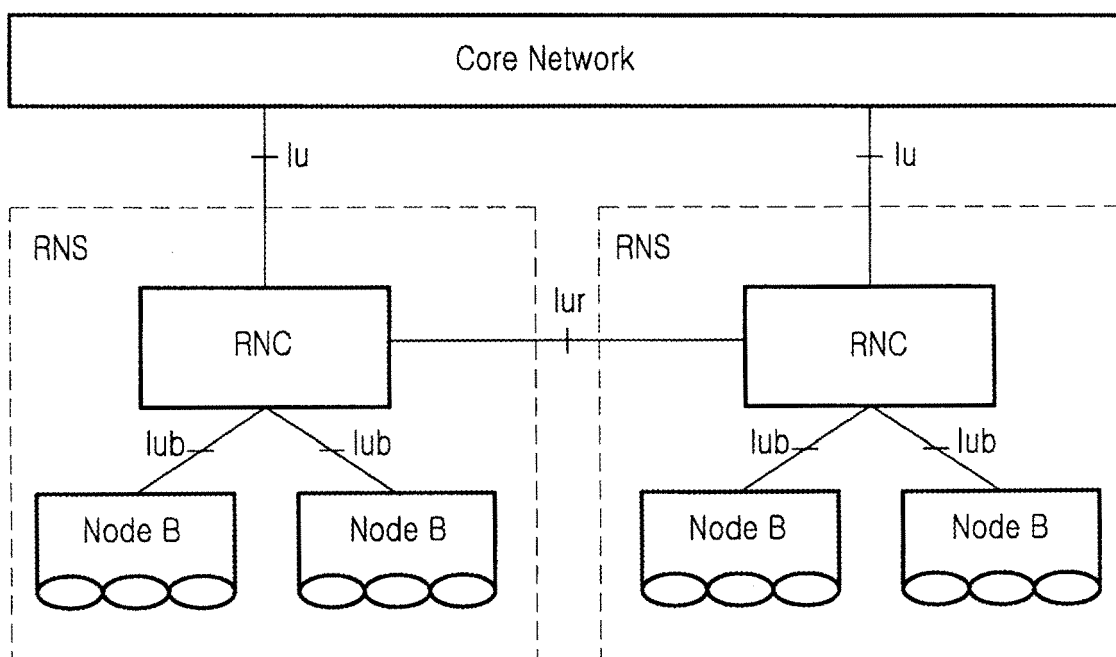 Core Network
Iu
Iu
RNS
RNS
Iur
RNC
RNC
Iub
Iub
Iub
Iub
Node B
Node B
Node B
Node B